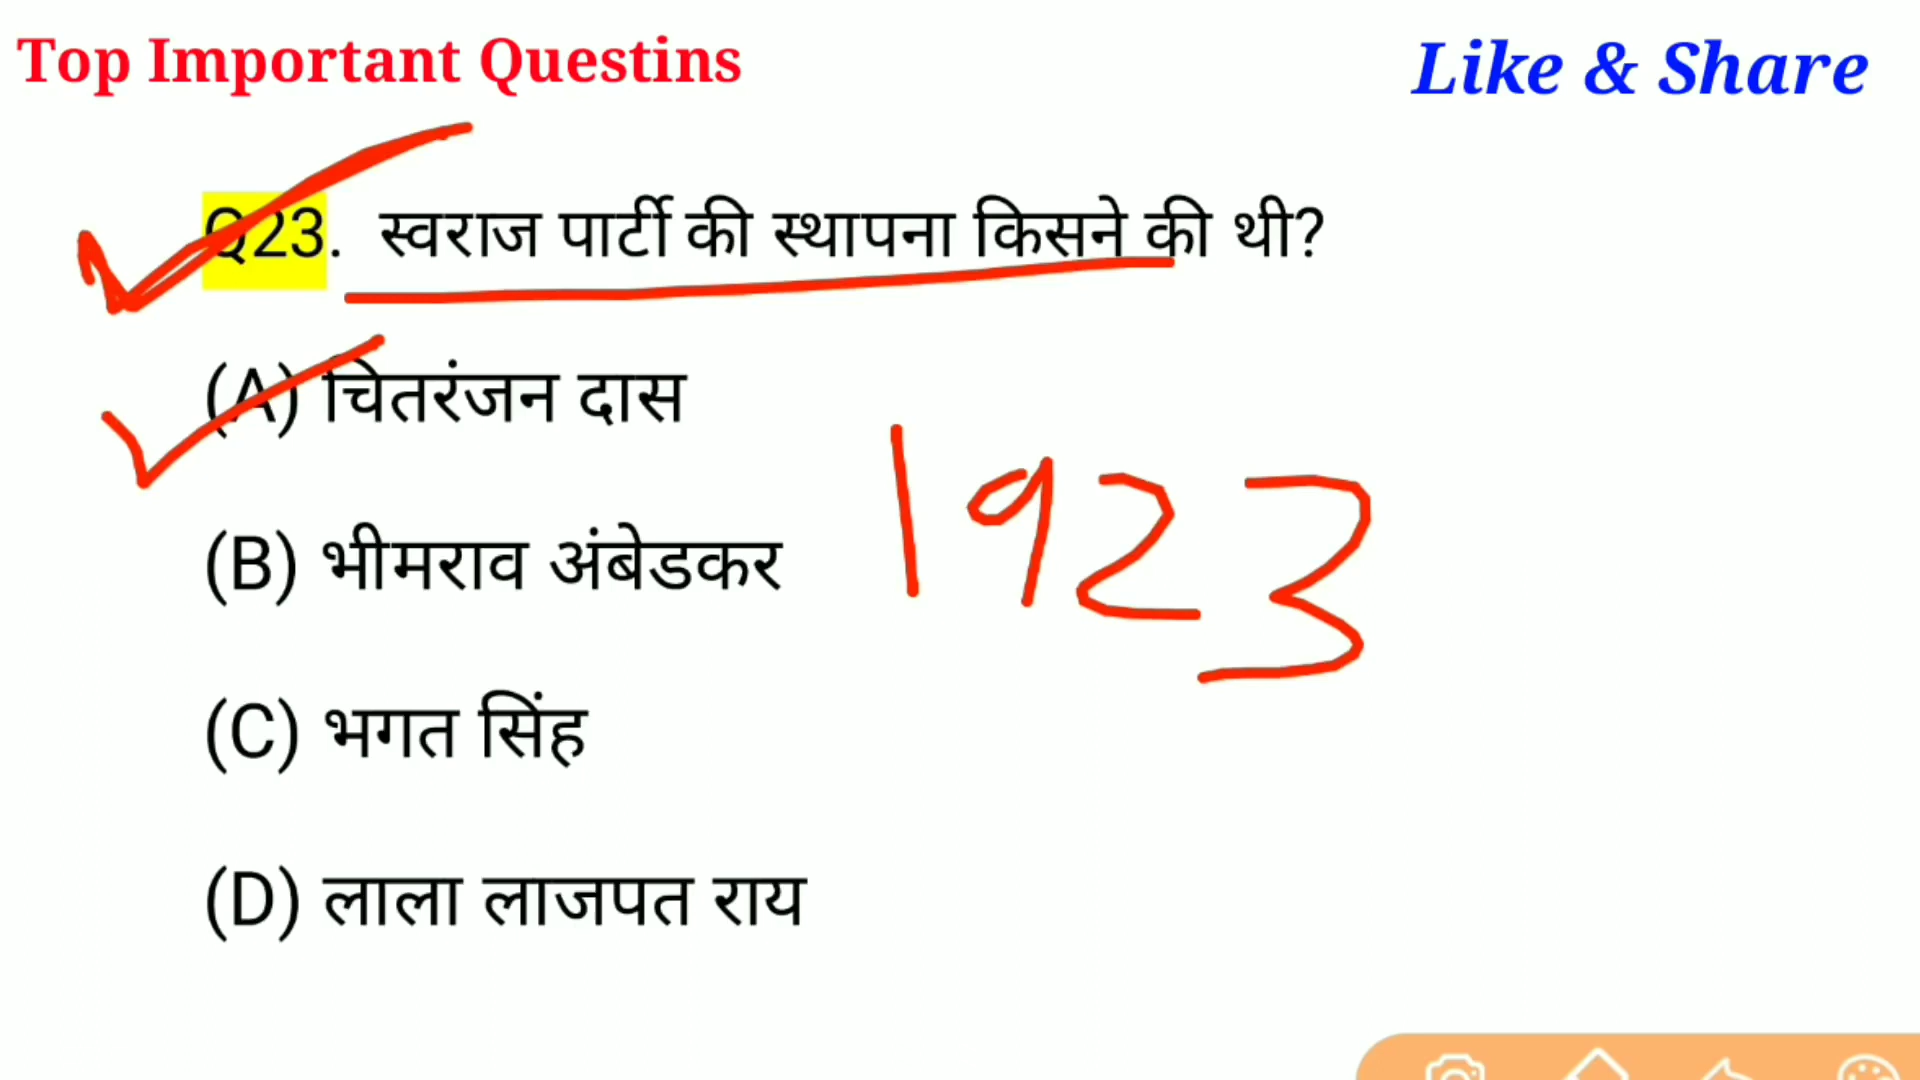 Top Important Questins
Like & Share
Q23. स्वराज पार्टी की स्थापना किसने की थी?
(A) चितरंजन दास
1923
(B) भीमराव अंबेडकर
(C) भगत सिंह
(D) लाला लाजपत राय